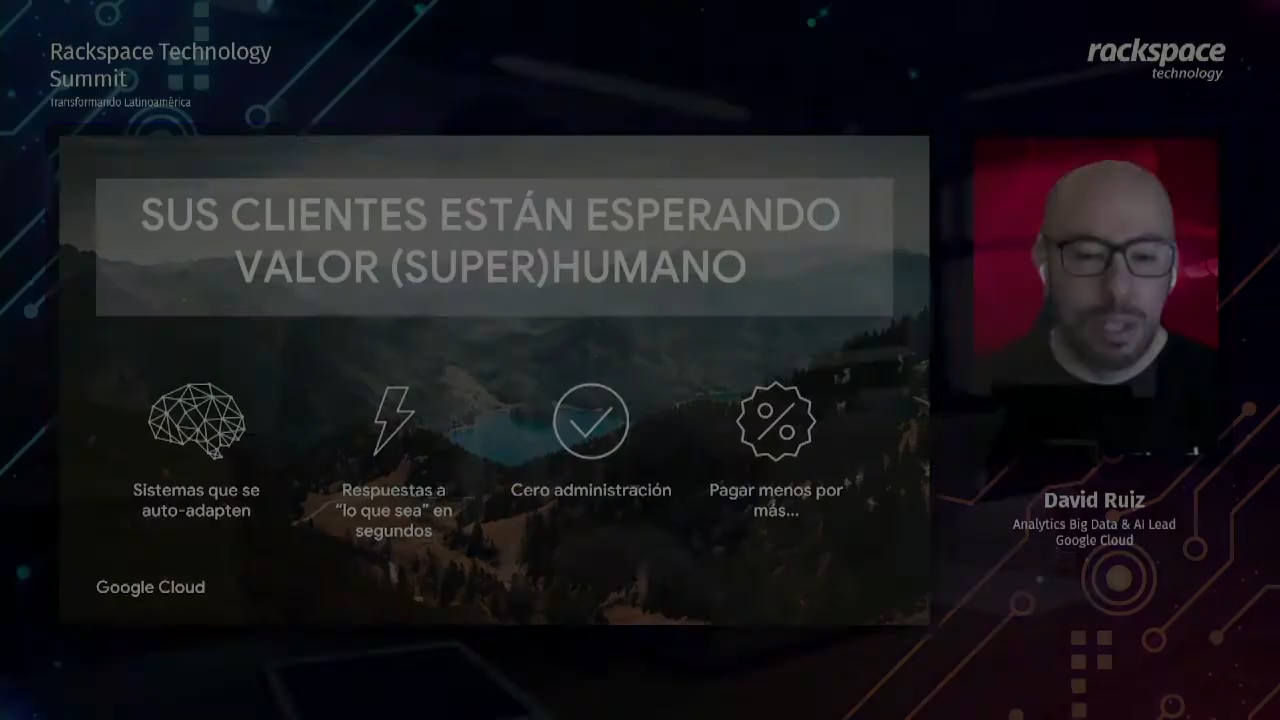 Rackspace Technology
Summit
Transformando Latinoamérica
rackspace
technology
SUS CLIENTES ESTÁN ESPERANDO
VALOR (SUPER)HUMANO
Sistemas que se
auto-adapten
Respuestas a
“lo que sea” en
segundos
Cero administración
Pagar menos por
más...
Google Cloud
David Ruiz
Analytics Big Data & AI Lead
Google Cloud